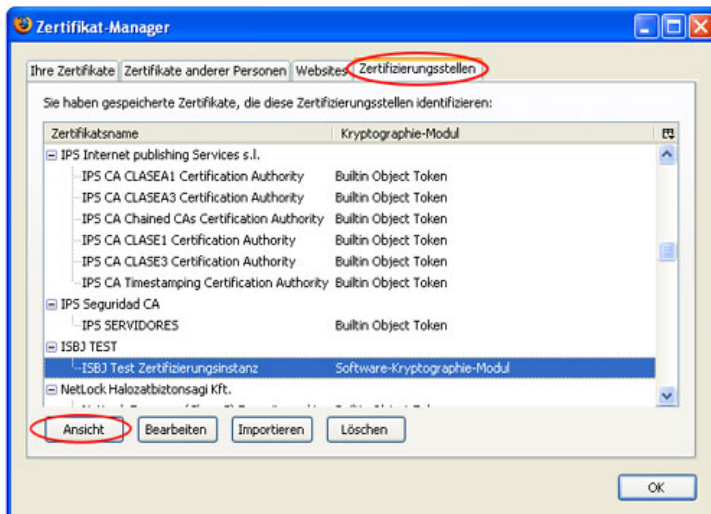 Zertifikat-Manager
Ihre Zertifikate Zertifikate anderer Personen Websites Zertifizierungsstellen
Sie haben gespeicherte Zertifikate, die diese Zertifizierungsstellen identifizieren:
Zertifikatsname Kryptographie-Modul
IPS Internet publishing Services s.l.
IPS CA CLASEA1 Certification Authority Builtin Object Token
IPS CA CLASEA3 Certification Authority Builtin Object Token
IPS CA Chained CAs Certification Authority Builtin Object Token
IPS CA CLASE1 Certification Authority Builtin Object Token
IPS CA CLASE3 Certification Authority Builtin Object Token
IPS CA Timestamping Certification Authority Builtin Object Token
IPS Seguridad CA
IPS SERVIDORES Builtin Object Token
ISBJ TEST
ISBJ Test Zertifizierungsinstanz Software-Kryptographie-Modul
NetLock Halozatbiztonsagi Kft.
Ansicht Bearbeiten Importieren Löschen
OK